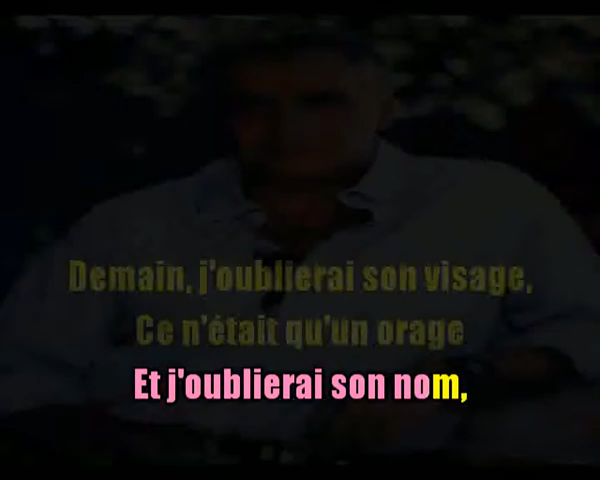 Demain, j'oublierai son visage,
Ce n'était qu'un orage
Et j'oublierai son nom,